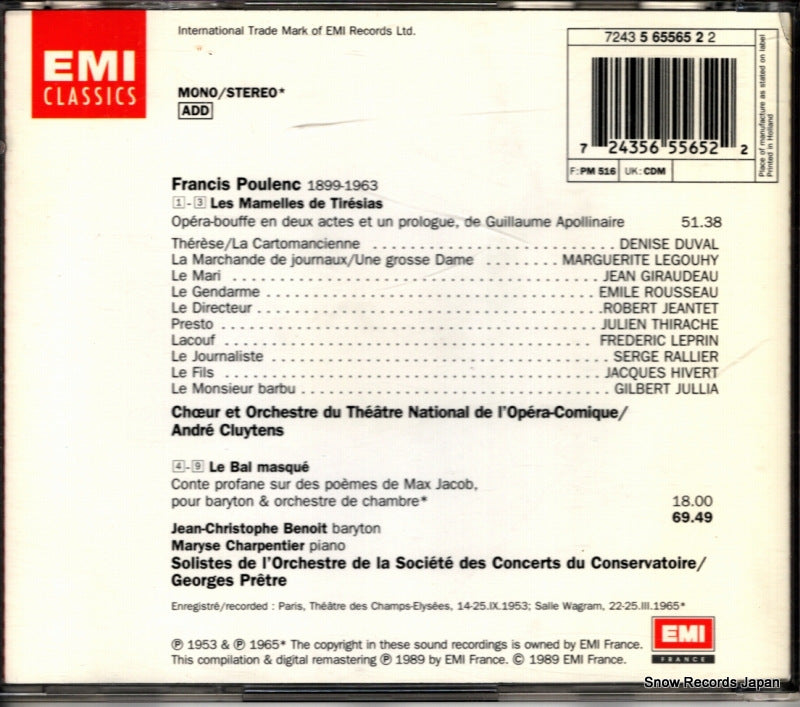 EMI
CLASSICS
International Trade Mark of EMI Records Ltd.
MONO/STEREO*
ADD
7243 5 65565 2 2
7 24356 55652 2
F: PM 516 UK: CDM
Place of manufacture as stated on label
Printed in Holland
Francis Poulenc 1899-1963
1-3 Les Mamelles de Tirésias
Opéra-bouffe en deux actes et un prologue, de Guillaume Apollinaire 51.38
Thérèse/La Cartomancienne .......................... DENISE DUVAL
La Marchande de journaux/Une grosse Dame ........ MARGUERITE LEGOUHY
Le Mari ........................................ JEAN GIRAUDEAU
Le Gendarme ................................... EMILE ROUSSEAU
Le Directeur ................................... ROBERT JEANTET
Presto ........................................ JULIEN THIRACHE
Lacouf ........................................ FREDERIC LEPRIN
Le Journaliste ................................... SERGE RALLIER
Le Fils ........................................ JACQUES HIVERT
Le Monsieur barbu ................................ GILBERT JULLIA
Chœur et Orchestre du Théâtre National de l'Opéra-Comique/
André Cluytens
4-9 Le Bal masqué
Conte profane sur des poèmes de Max Jacob,
pour baryton & orchestre de chambre* 18.00
69.49
Jean-Christophe Benoit baryton
Maryse Charpentier piano
Solistes de l'Orchestre de la Société des Concerts du Conservatoire/
Georges Prêtre
Enregistré/recorded : Paris, Théâtre des Champs-Elysées, 14-25.IX.1953; Salle Wagram, 22-25.III.1965*
℗ 1953 & ℗ 1965* The copyright in these sound recordings is owned by EMI France.
This compilation & digital remastering ℗ 1989 by EMI France. © 1989 EMI France.
EMI
FRANCE
Snow Records Japan